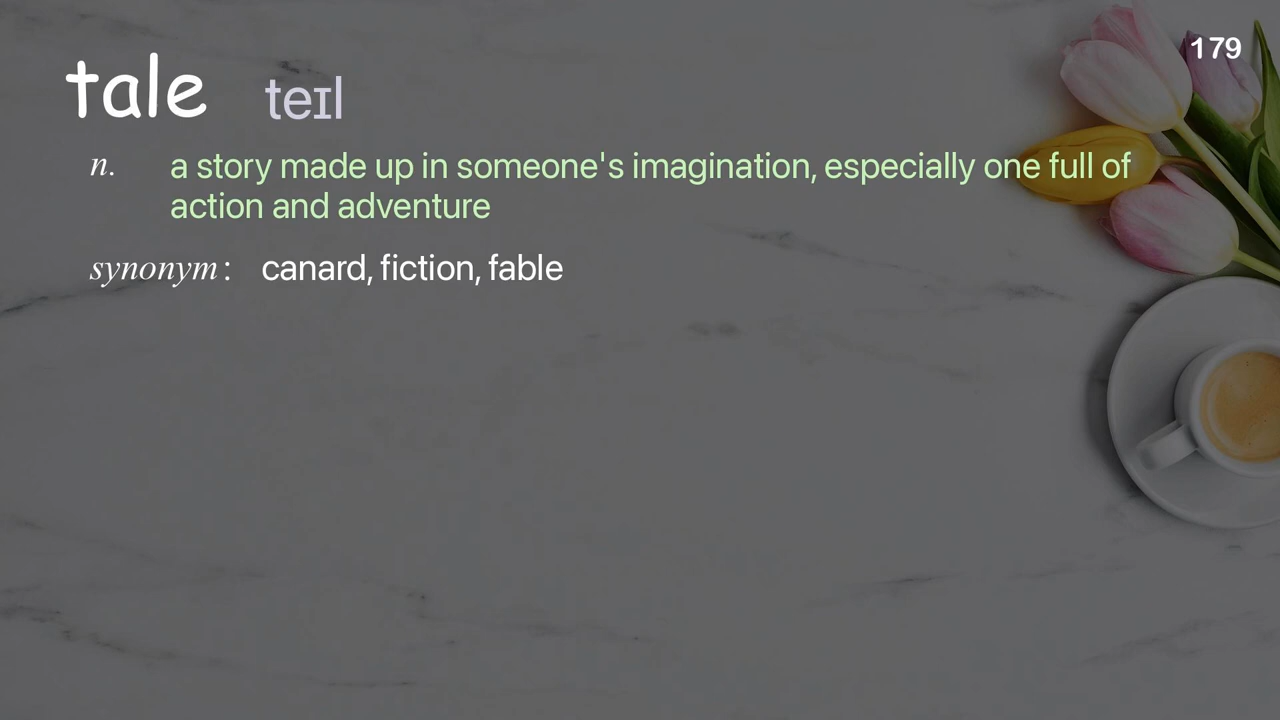 179
tale teɪl
n. a story made up in someone's imagination, especially one full of
action and adventure
synonym: canard, fiction, fable